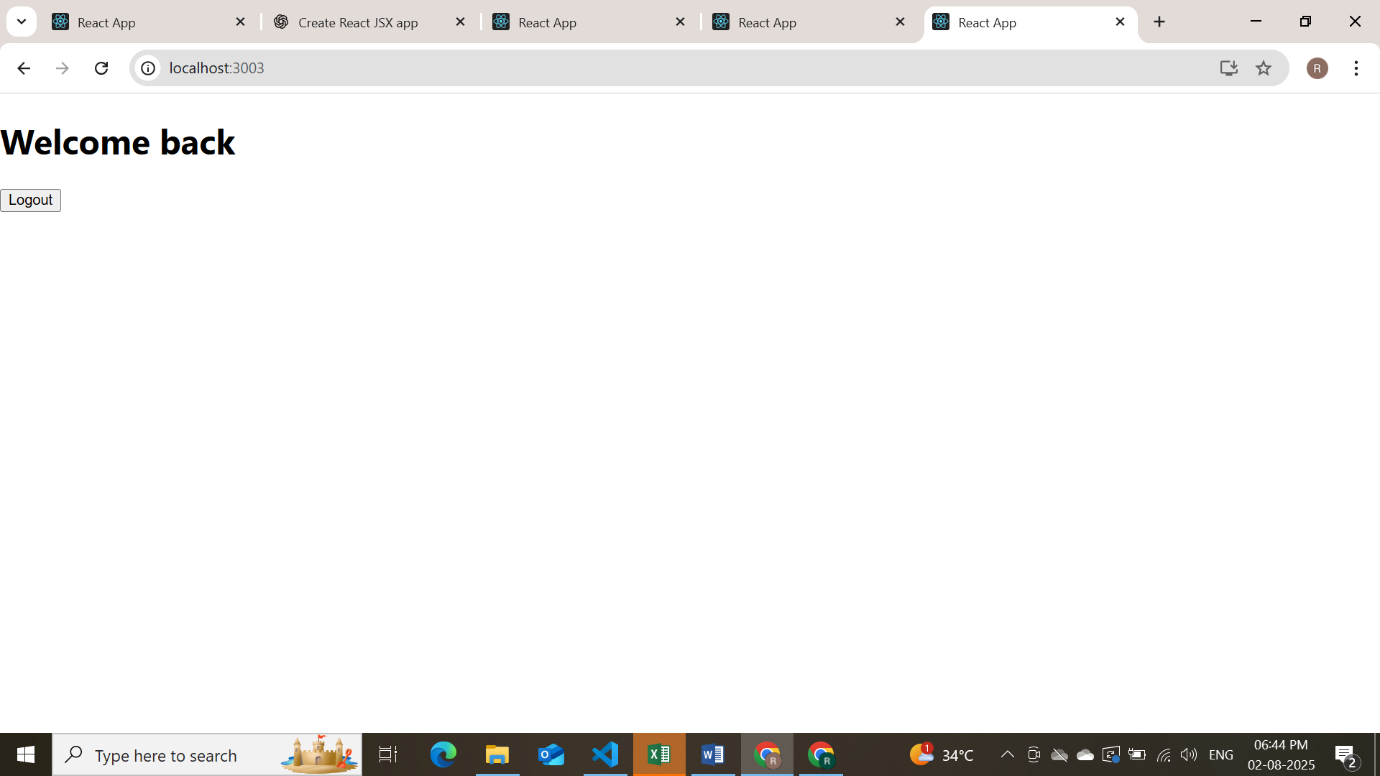 React App
Create React JSX app
React App
React App
React App
localhost:3003
R
Welcome back
Logout
Type here to search
R
R
1
34°C
ENG
06:44 PM
02-08-2025
2